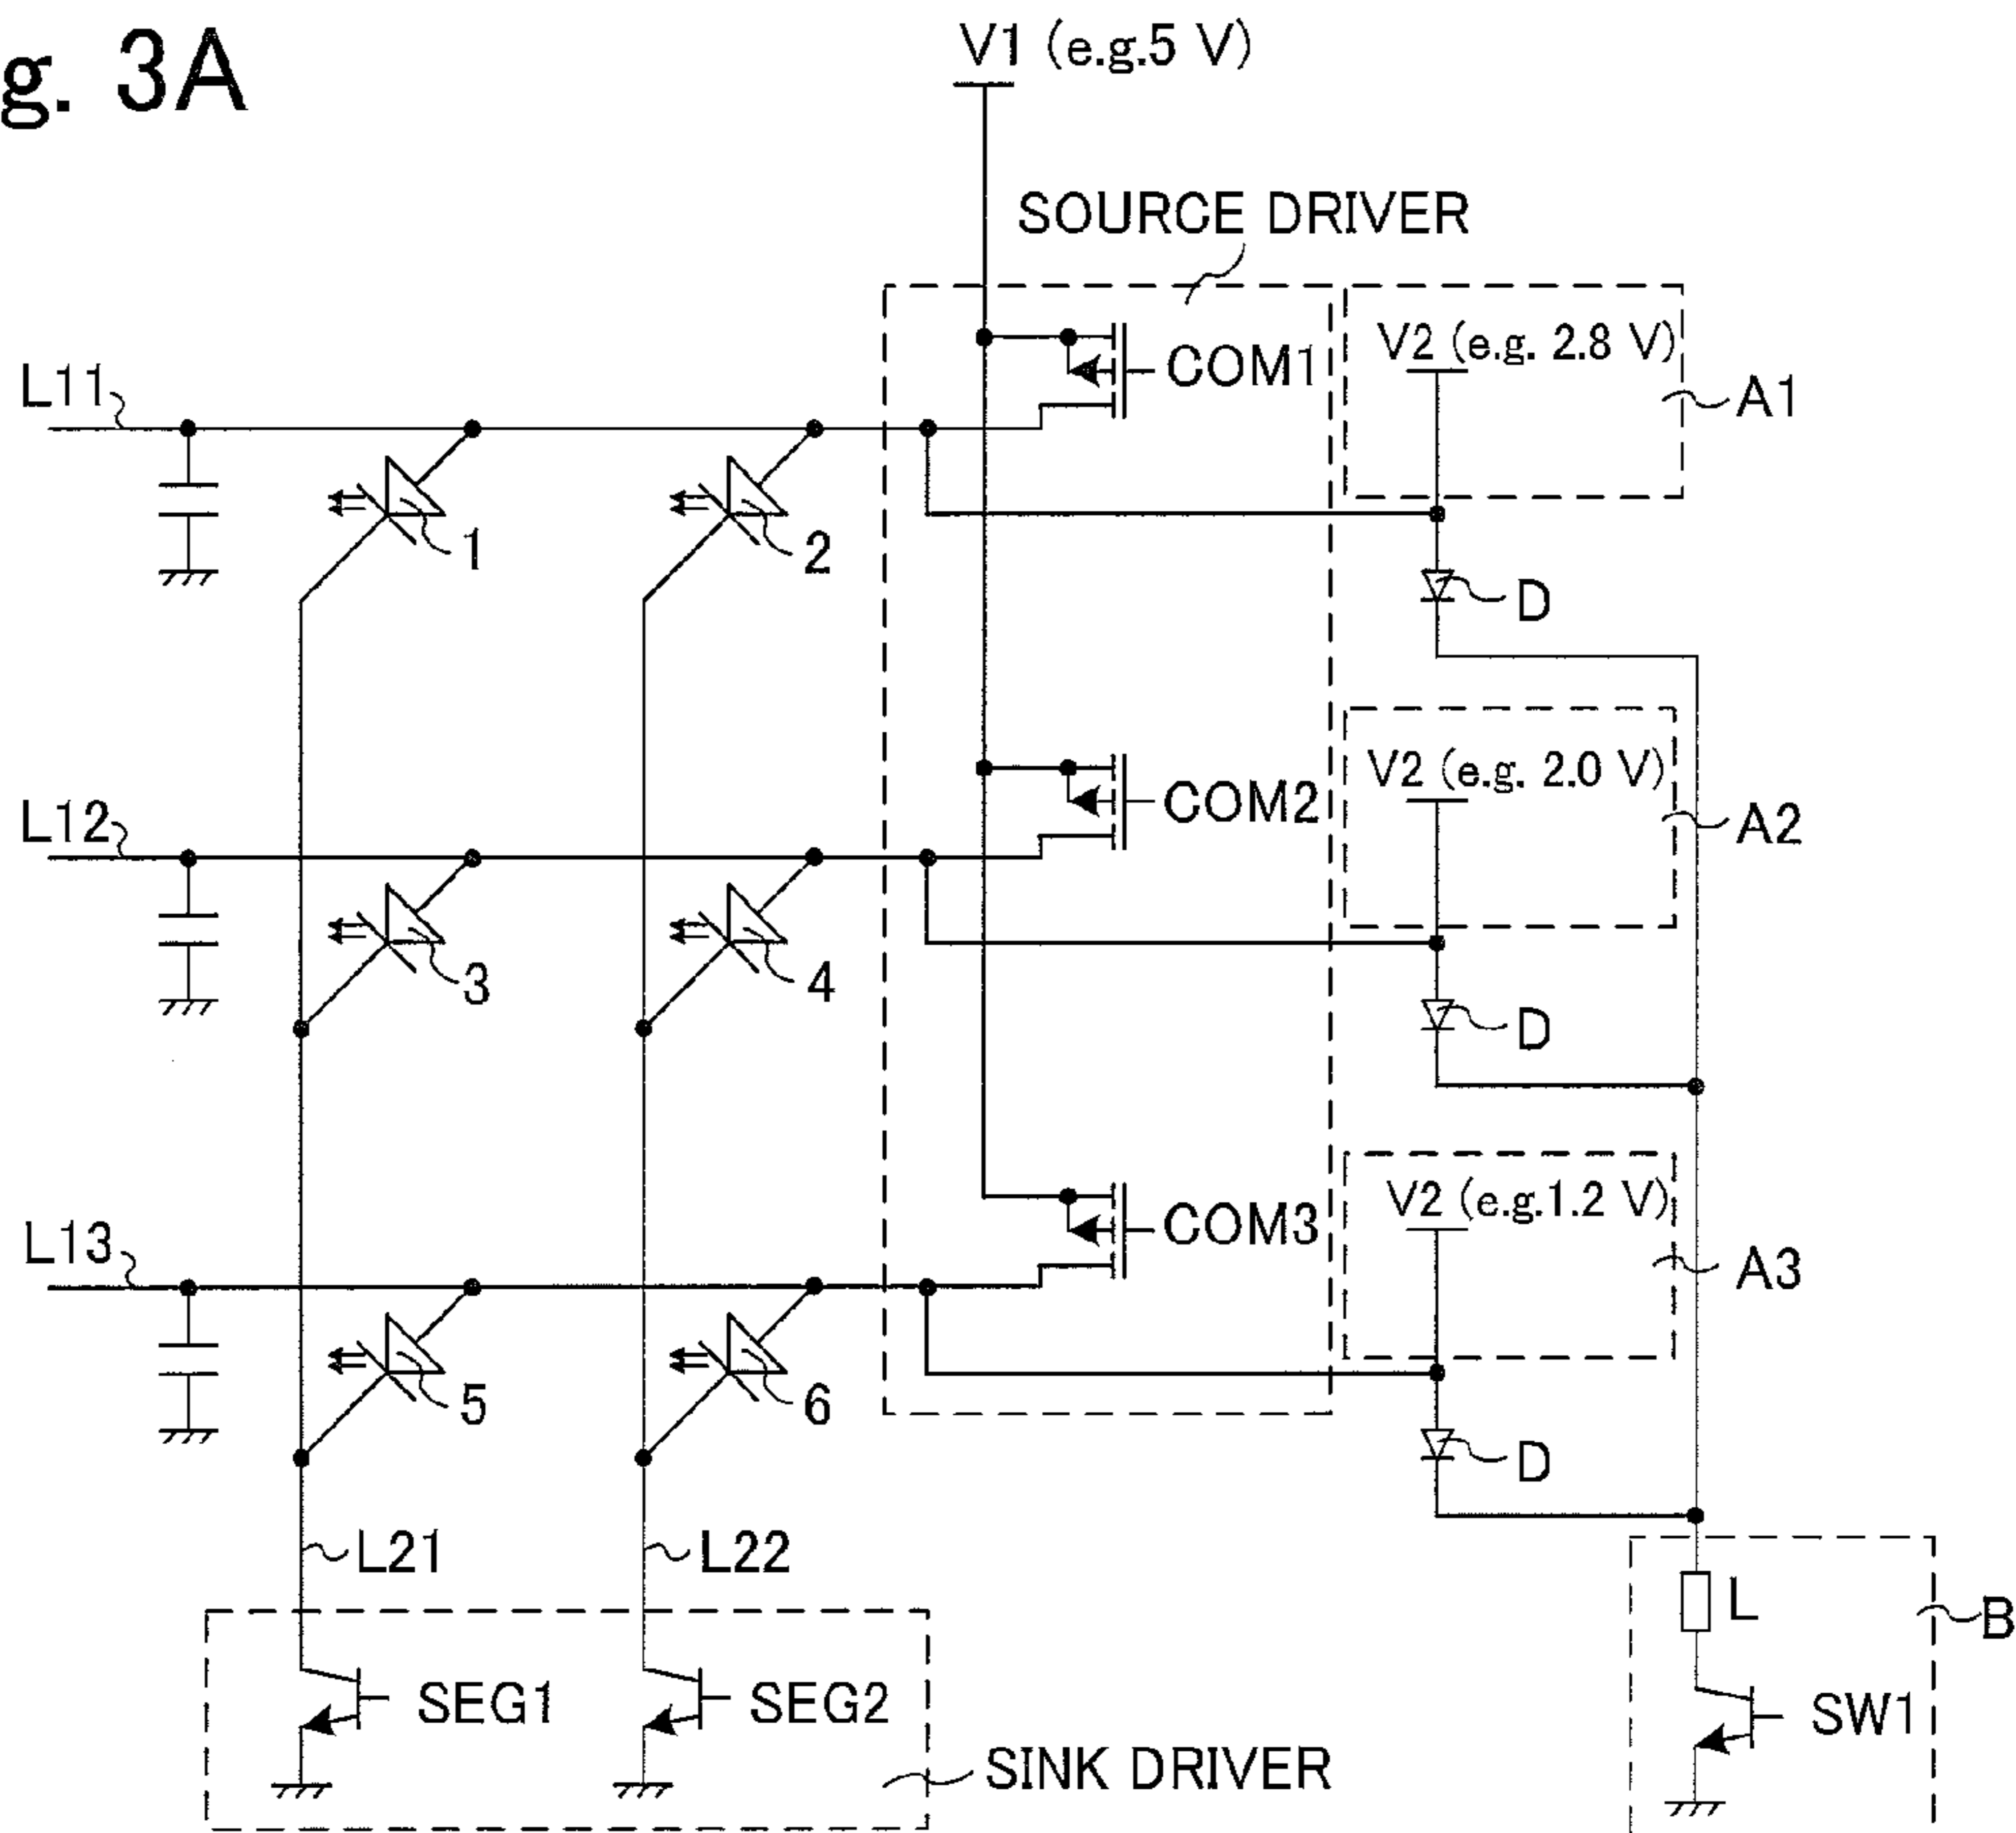 g. 3A
V1 (e.g.5 V)
SOURCE DRIVER
COM1
V2 (e.g. 2.8 V)
A1
L11
1
2
D
COM2
V2 (e.g. 2.0 V)
A2
L12
3
4
D
COM3
V2 (e.g.1.2 V)
A3
L13
5
6
D
L21
L22
L
B
SEG1
SEG2
SW1
SINK DRIVER